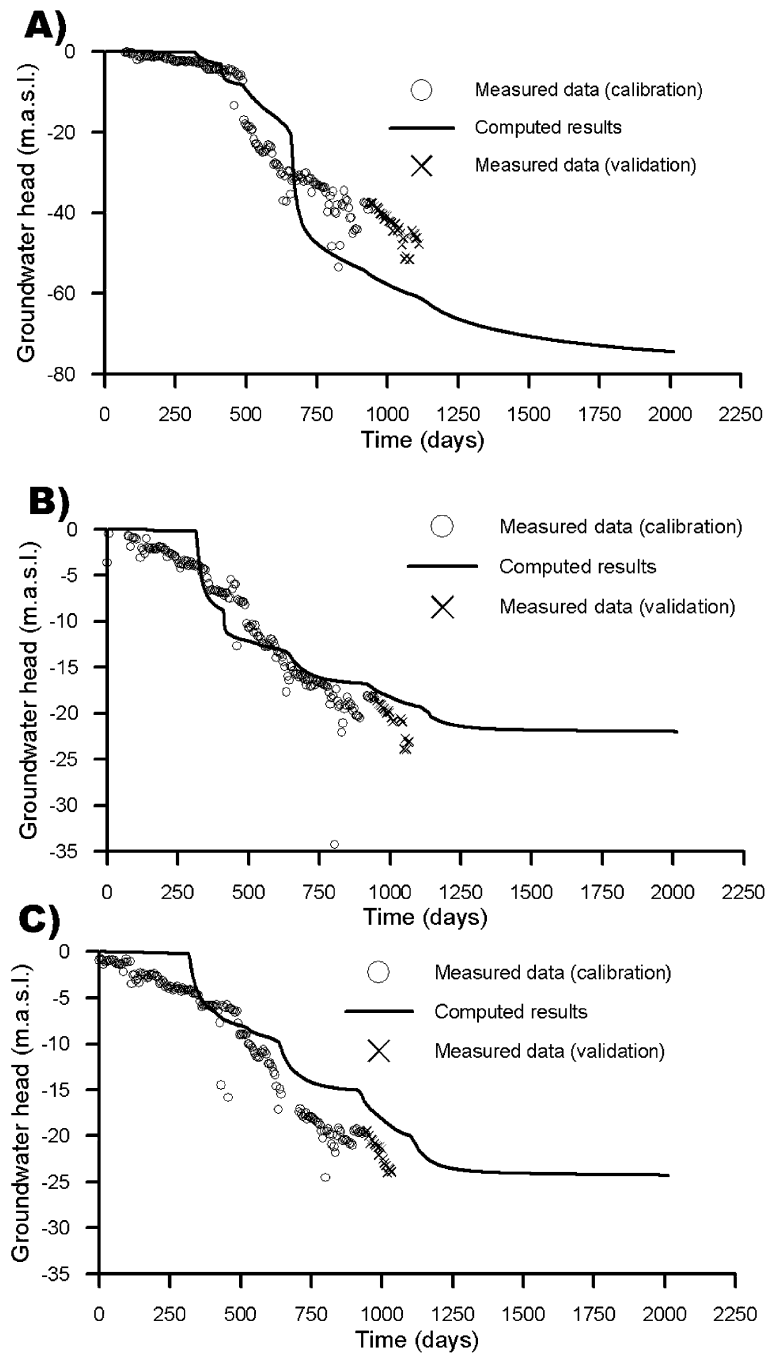 A)
Groundwater head (m.a.s.l.)
0
-20
-40
-60
-80
Measured data (calibration)
Computed results
Measured data (validation)
0 250 500 750 1000 1250 1500 1750 2000 2250
Time (days)
B)
Groundwater head (m.a.s.l.)
0
-5
-10
-15
-20
-25
-30
-35
Measured data (calibration)
Computed results
Measured data (validation)
0 250 500 750 1000 1250 1500 1750 2000 2250
Time (days)
C)
Groundwater head (m.a.s.l.)
0
-5
-10
-15
-20
-25
-30
-35
Measured data (calibration)
Computed results
Measured data (validation)
0 250 500 750 1000 1250 1500 1750 2000 2250
Time (days)